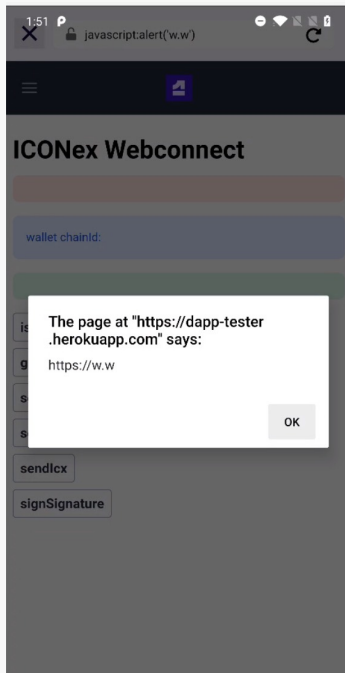 1:51
javascript:alert('w.w')
ICONex Webconnect
wallet chainId:
The page at "https://dapp-tester
.herokuapp.com" says:
https://w.w
OK
sendIcx
signSignature